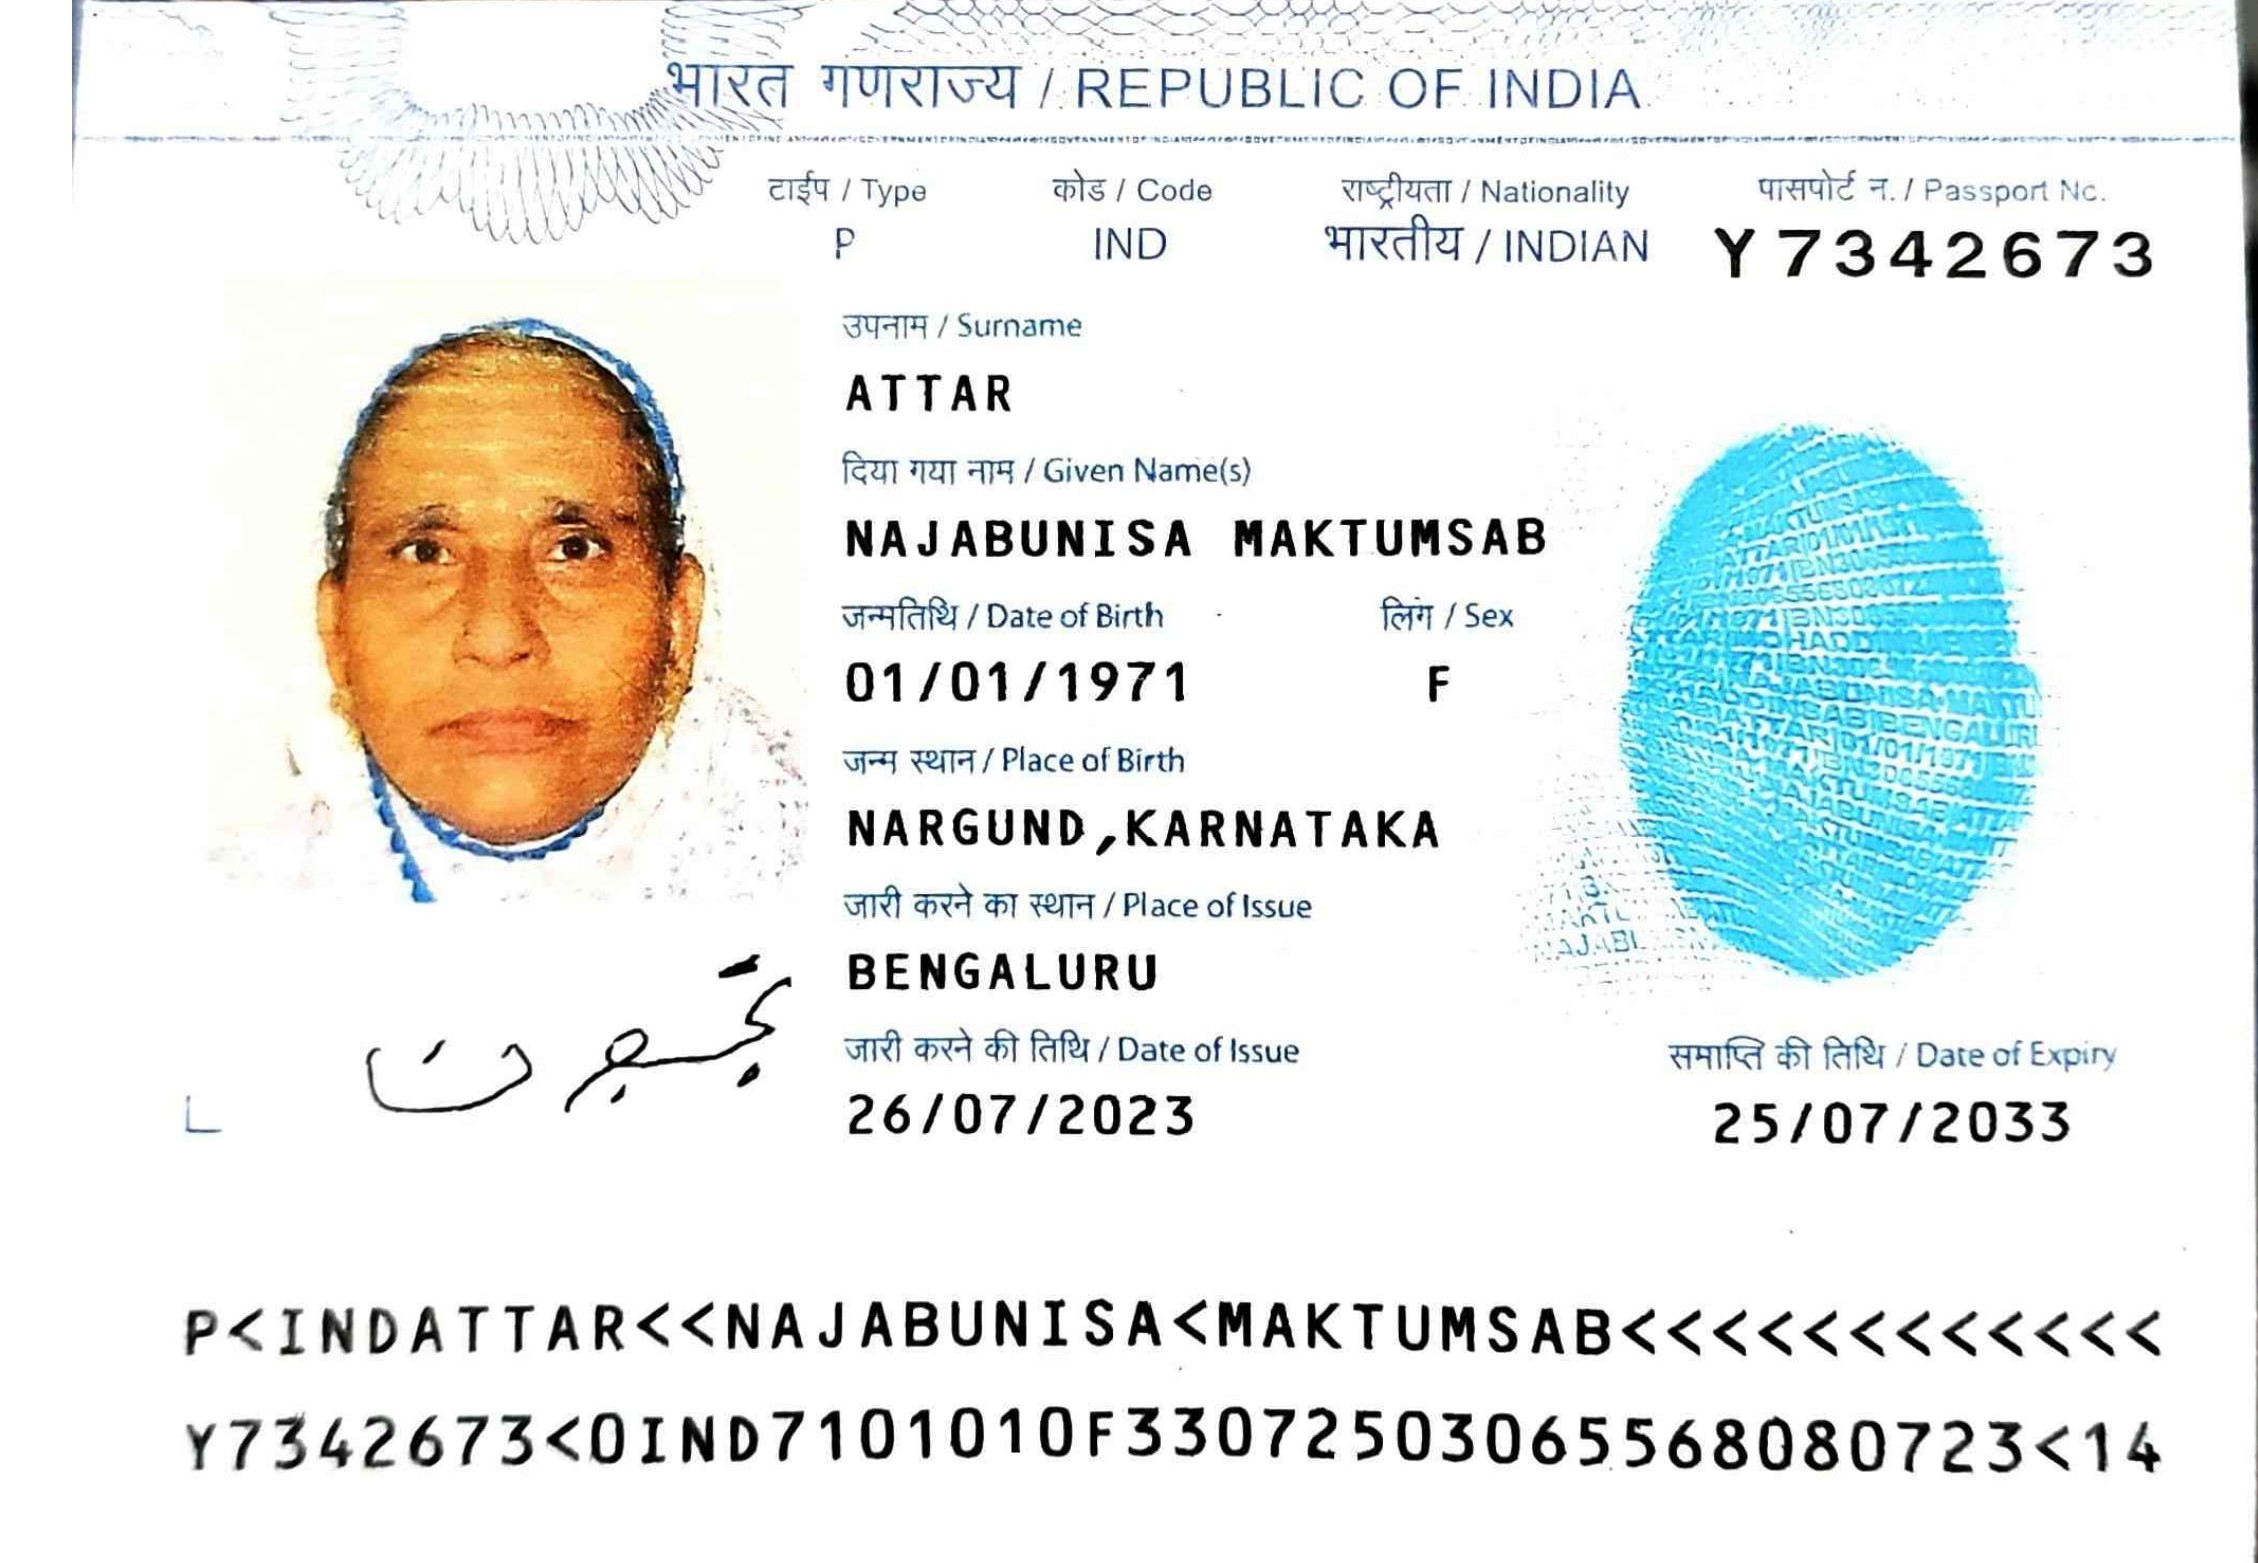 भारत गणराज्य / REPUBLIC OF INDIA
टाईप / Type कोड / Code राष्ट्रीयता / Nationality पासपोर्ट न. / Passport No.
P IND भारतीय / INDIAN Y7342673
उपनाम / Surname
ATTAR
दिया गया नाम / Given Name(s)
NAJABUNISA MAKTUMSAB
जन्मतिथि / Date of Birth लिंग / Sex
01/01/1971 F
जन्म स्थान / Place of Birth
NARGUND,KARNATAKA
जारी करने का स्थान / Place of Issue
BENGALURU
जारी करने की तिथि / Date of Issue समाप्ति की तिथि / Date of Expiry
26/07/2023 25/07/2033
P<INDATTAR<<NAJABUNISA<MAKTUMSAB<<<<<<<<<<<<
Y7342673<0IND7101010F3307250306556808072​3<14